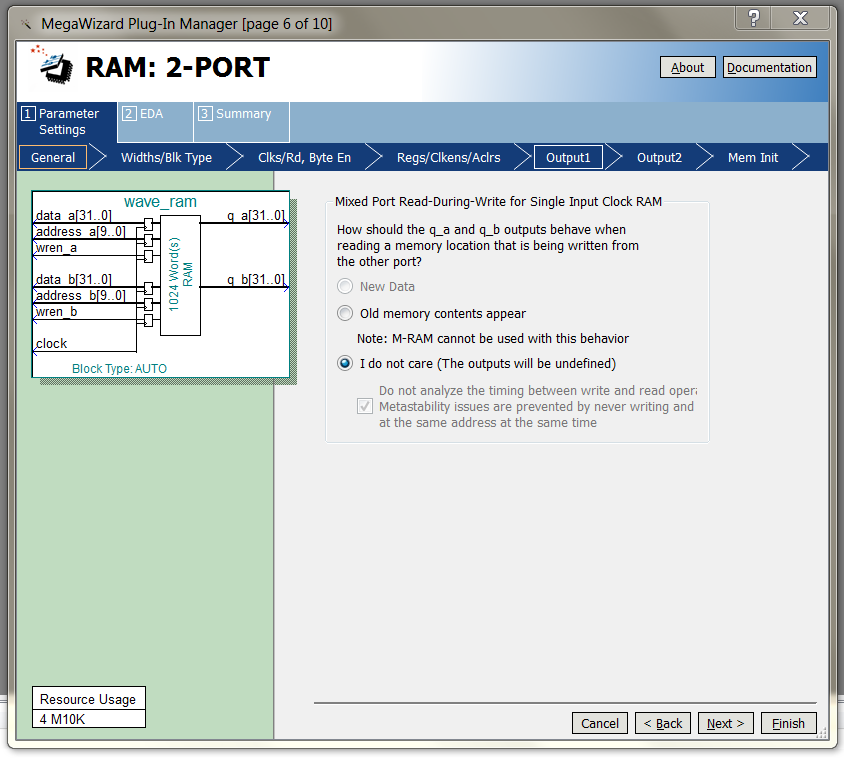 MegaWizard Plug-In Manager [page 6 of 10]
?
RAM: 2-PORT
About
Documentation
1 Parameter Settings
2 EDA
3 Summary
General
Widths/Blk Type
Clks/Rd, Byte En
Regs/Clkens/Aclrs
Output1
Output2
Mem Init
wave_ram
data_a[31..0]
q_a[31..0]
address_a[9..0]
wren_a
data_b[31..0]
q_b[31..0]
address_b[9..0]
wren_b
clock
1024 Word(s)
RAM
Block Type: AUTO
Mixed Port Read-During-Write for Single Input Clock RAM
How should the q_a and q_b outputs behave when
reading a memory location that is being written from
the other port?
New Data
Old memory contents appear
Note: M-RAM cannot be used with this behavior
I do not care (The outputs will be undefined)
Do not analyze the timing between write and read opera
Metastability issues are prevented by never writing and
at the same address at the same time
Resource Usage
4 M10K
Cancel
< Back
Next >
Finish